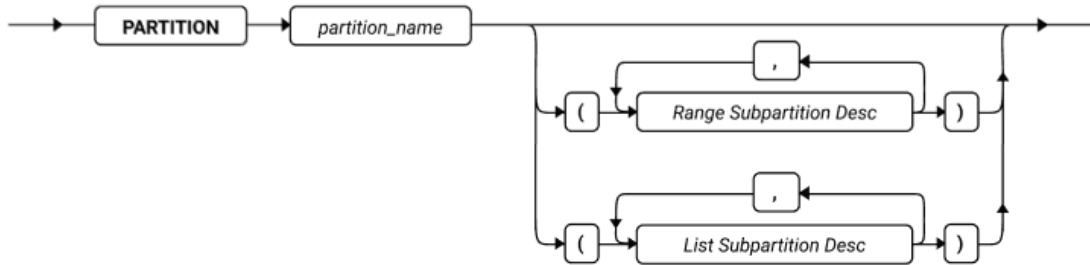 PARTITION partition_name
,
( Range Subpartition Desc )
,
( List Subpartition Desc )